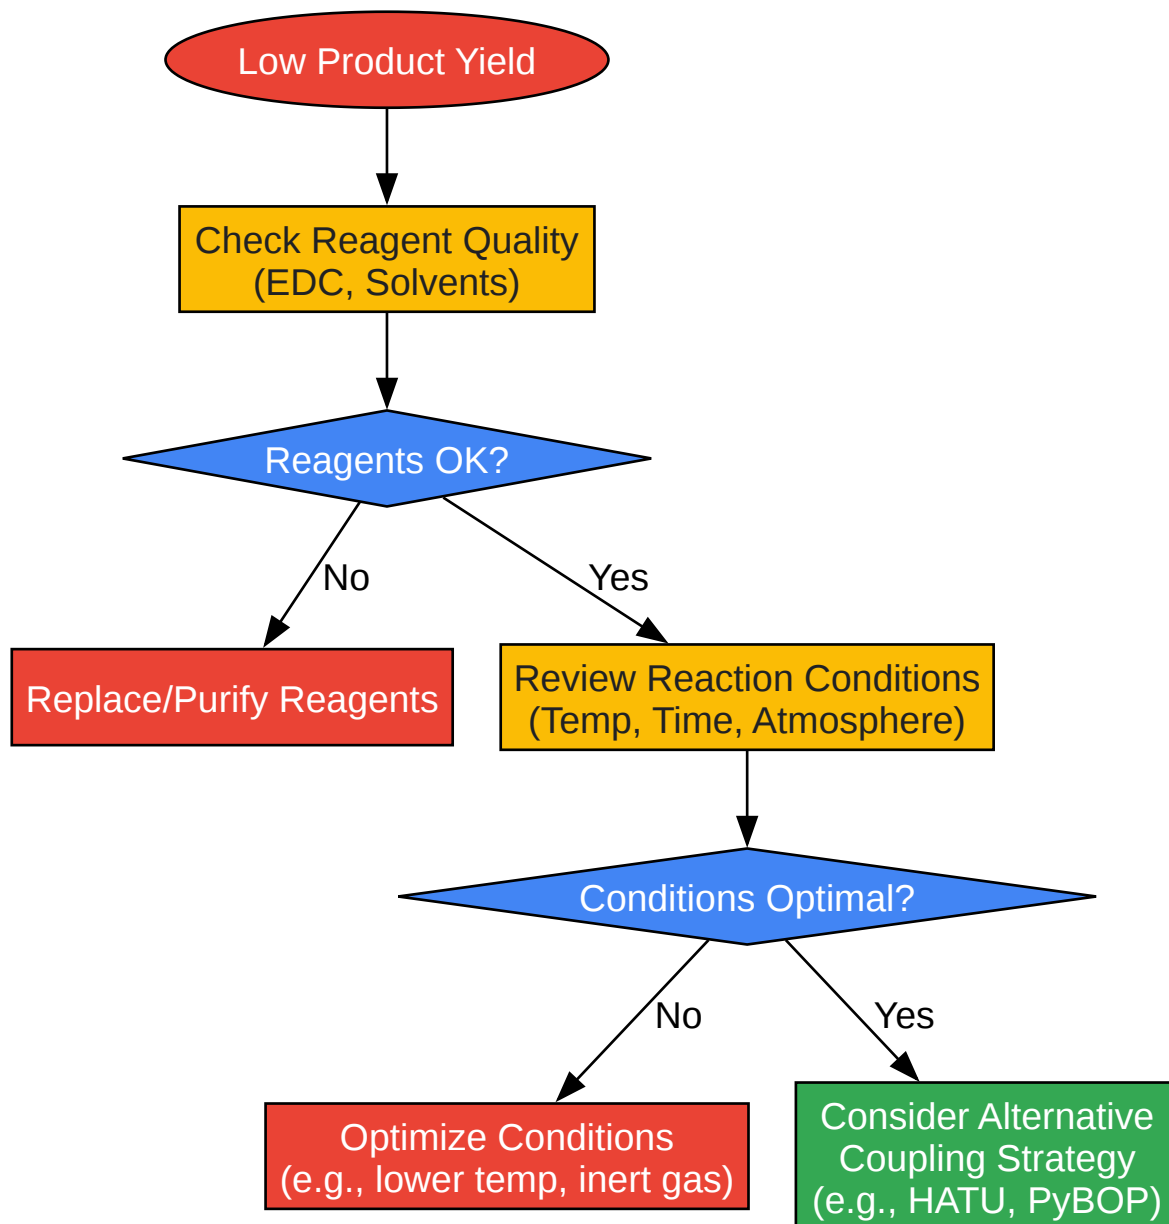 Low Product Yield
Check Reagent Quality
(EDC, Solvents)
Reagents OK?
No
Yes
Replace/Purify Reagents
Review Reaction Conditions
(Temp, Time, Atmosphere)
Conditions Optimal?
No
Yes
Optimize Conditions
(e.g., lower temp, inert gas)
Consider Alternative
Coupling Strategy
(e.g., HATU, PyBOP)